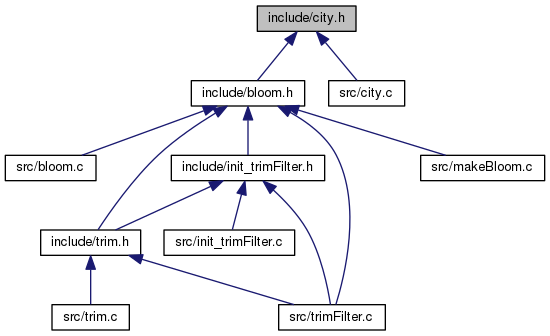 include/city.h
include/bloom.h
src/city.c
src/bloom.c
include/init_trimFilter.h
src/makeBloom.c
include/trim.h
src/init_trimFilter.c
src/trim.c
src/trimFilter.c